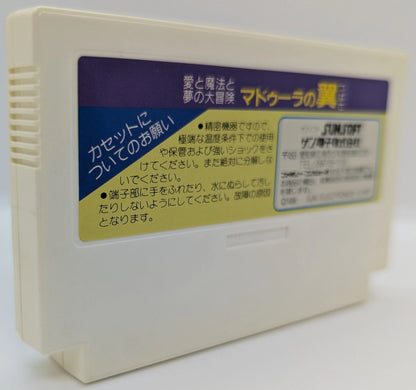 愛と魔法と
夢の大冒険
マドゥーラの翼
カセットに
ついてのお願い
●精密機器ですので、
極端な温度条件下での使用
や保管および強いショックをさ
けてください。また絶対に分解しな
いでください。
●端子部に手をふれたり、水にぬらして汚し
たりしないようにしてください。故障の原因
となります。
SUNSOFT
サン電子株式会社